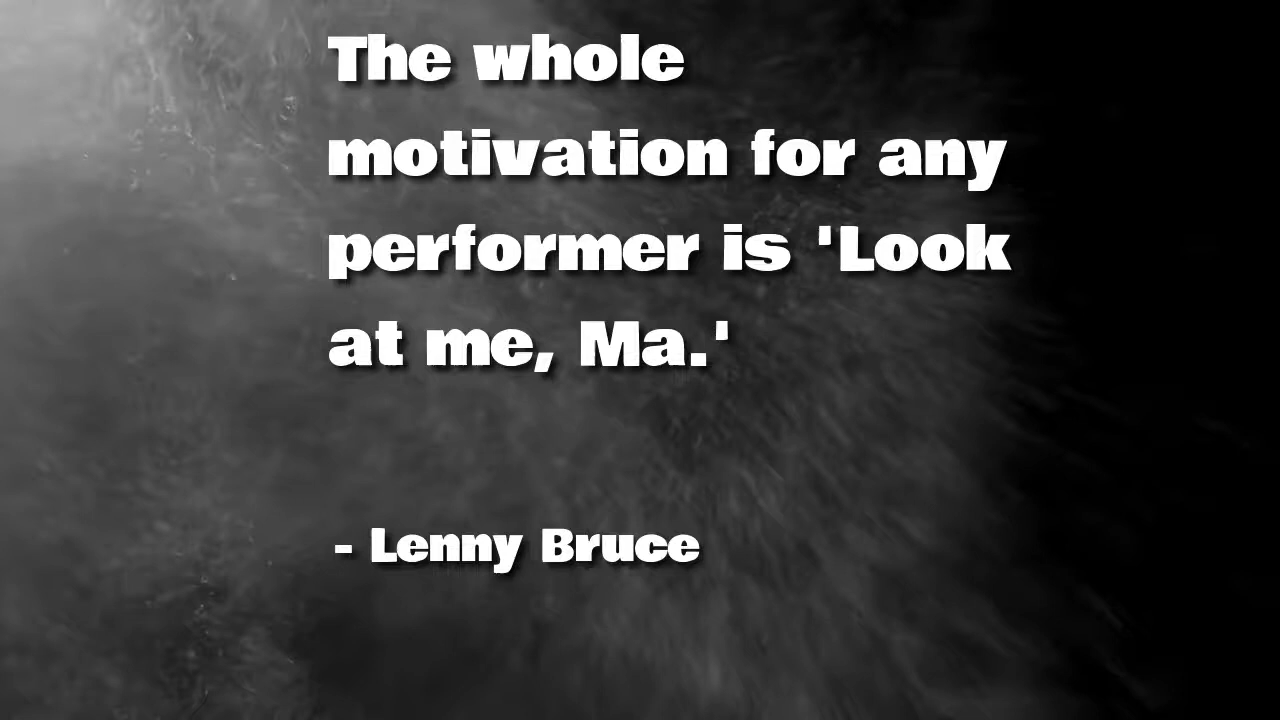 The whole
motivation for any
performer is 'Look
at me, Ma.'
- Lenny Bruce